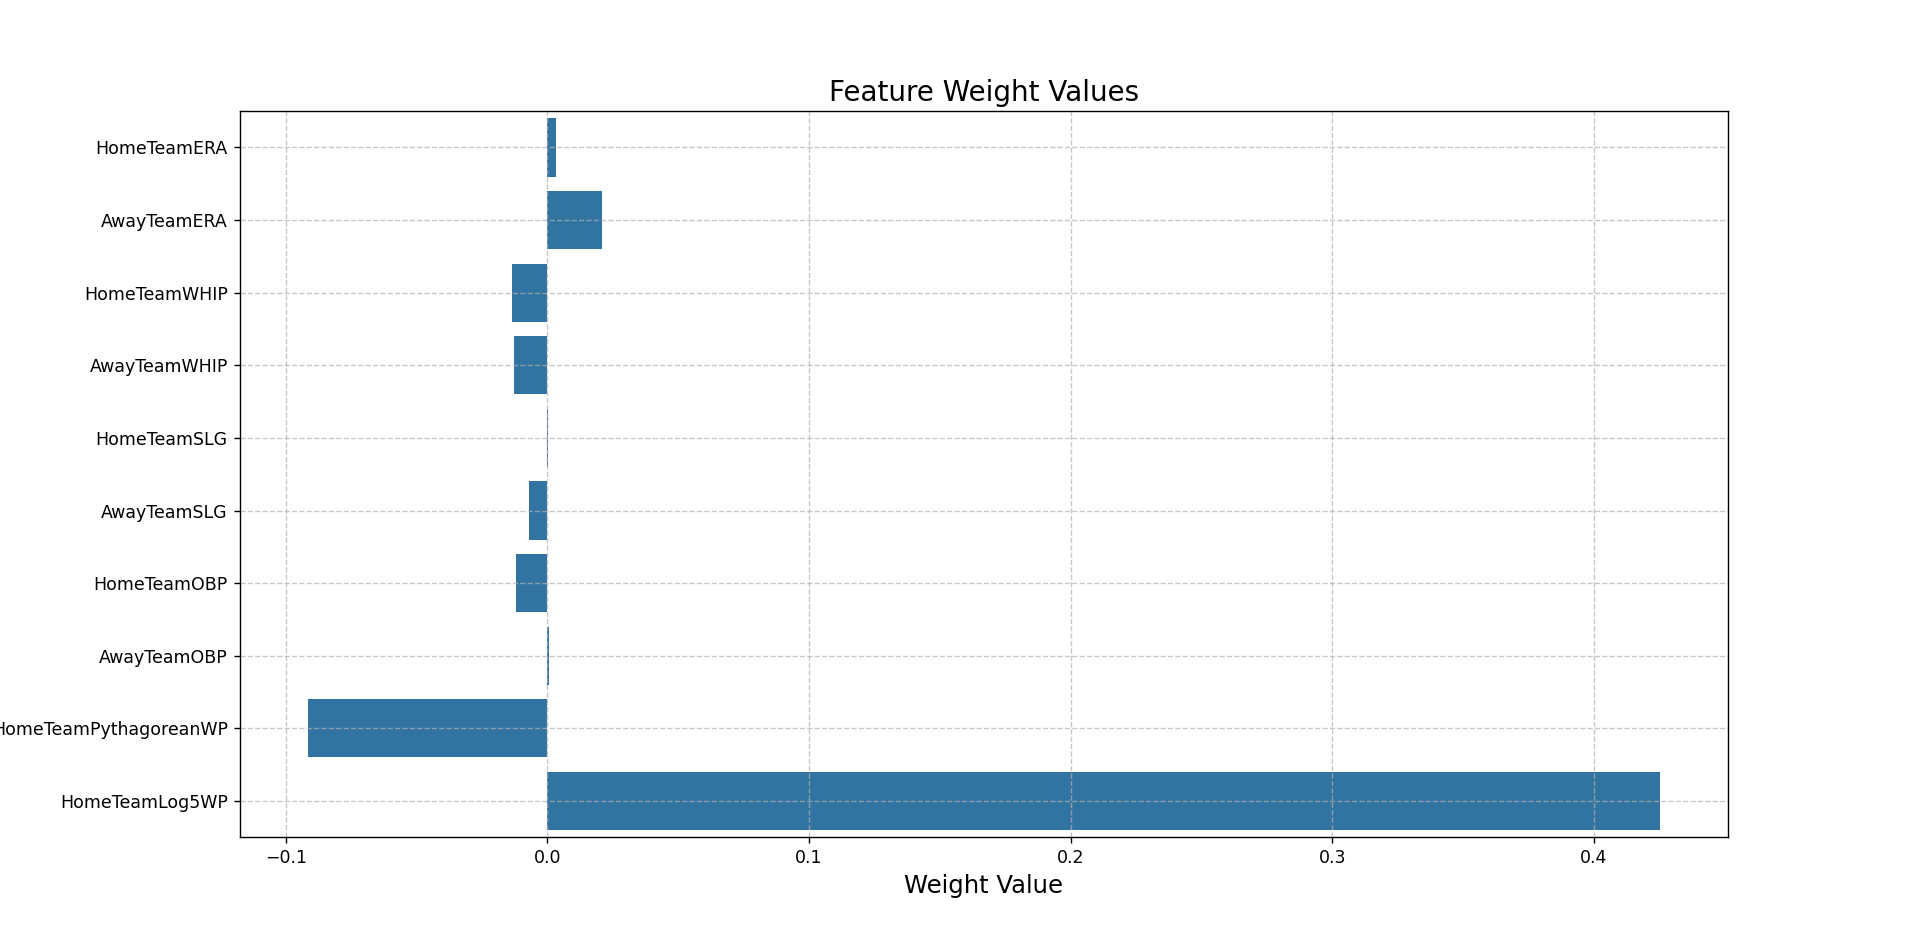 Feature Weight Values
HomeTeamERA
AwayTeamERA
HomeTeamWHIP
AwayTeamWHIP
HomeTeamSLG
AwayTeamSLG
HomeTeamOBP
AwayTeamOBP
HomeTeamPythagoreanWP
HomeTeamLog5WP
−0.1 0.0 0.1 0.2 0.3 0.4
Weight Value